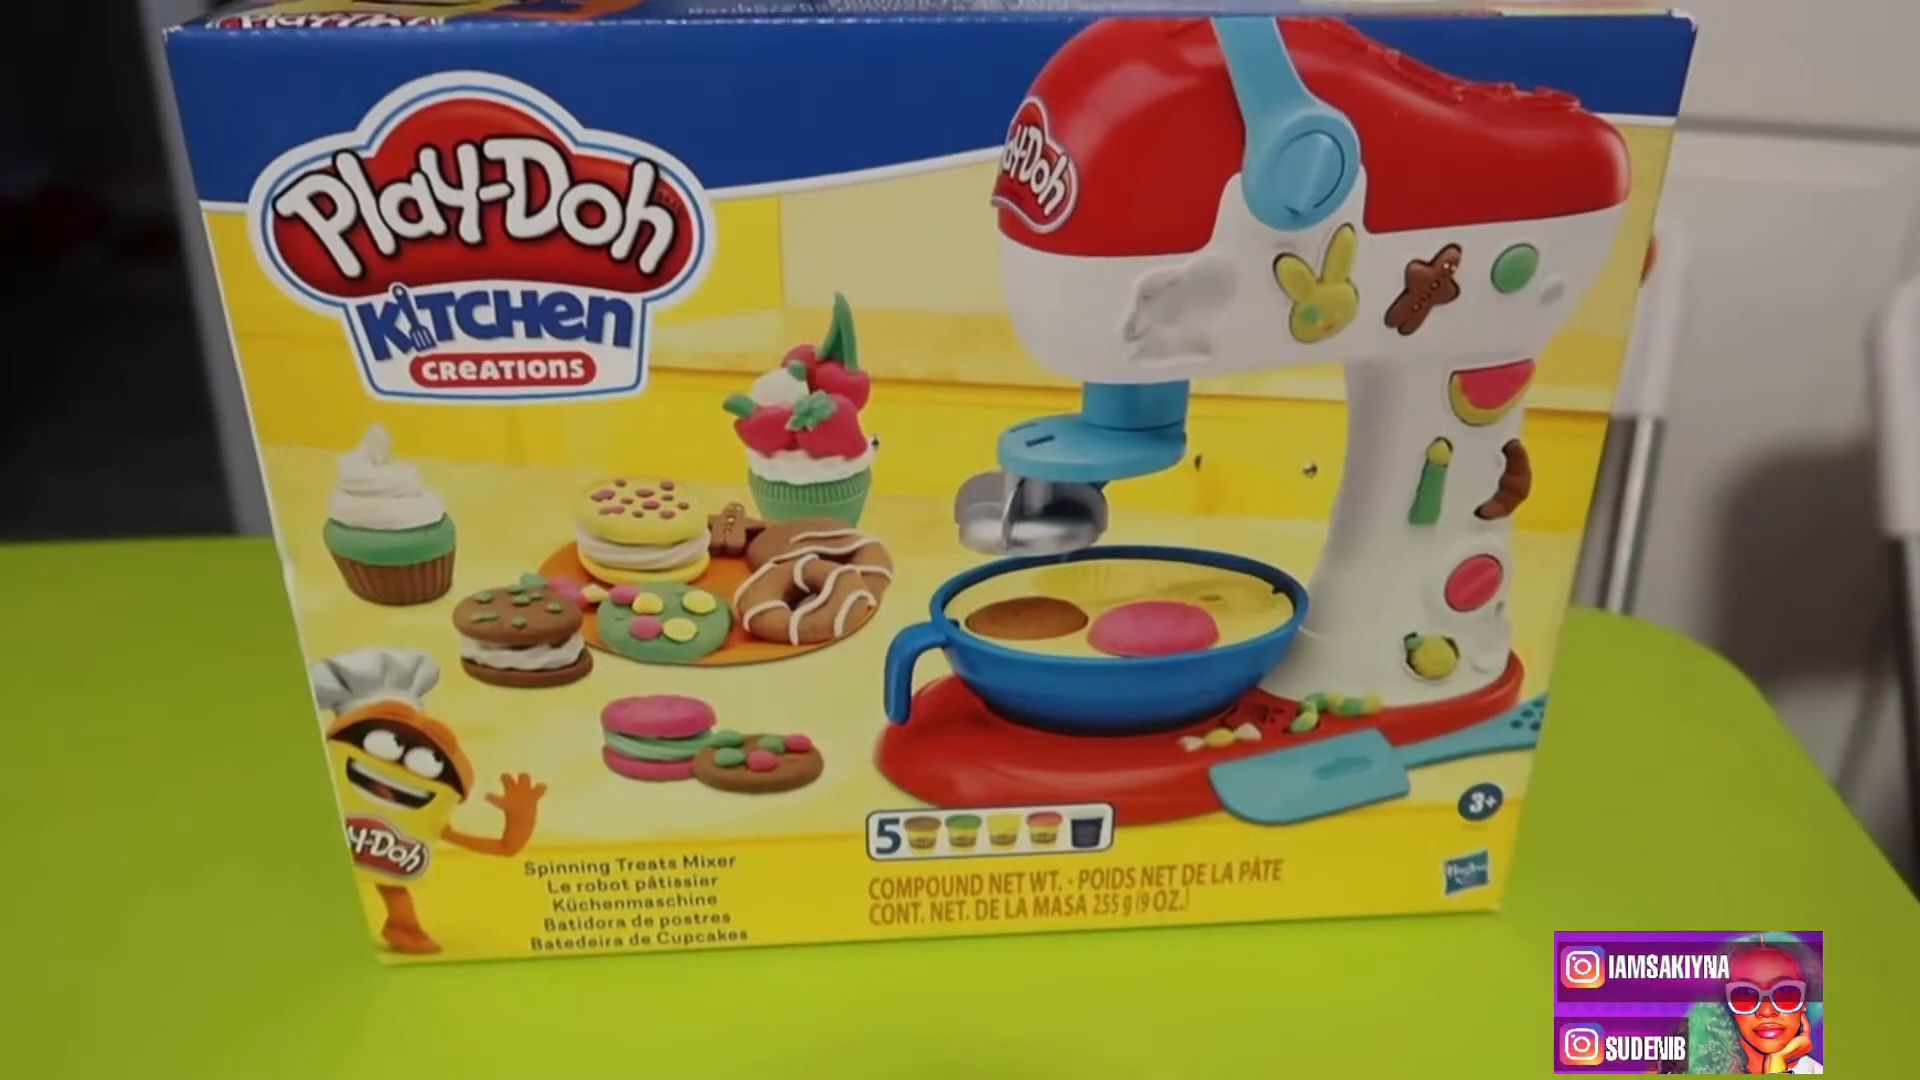 Play-Doh
KITCHEN
CREATIONS
Play-Doh
5
3+
Hasbro
Spinning Treats Mixer
Le robot pâtissier
Küchenmaschine
Batidora de postres
Batedeira de Cupcakes
COMPOUND NET WT. · POIDS NET DE LA PÂTE
CONT. NET. DE LA MASA 255 g (9 OZ.)
Y-Doh
IAMSAKIYNA
SUDENIB